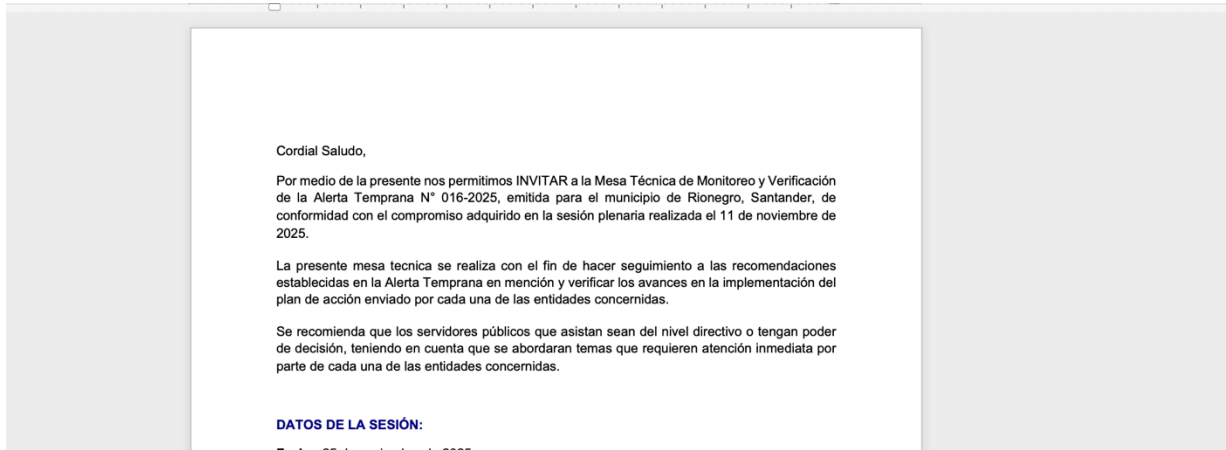 Cordial Saludo,
Por medio de la presente nos permitimos INVITAR a la Mesa Técnica de Monitoreo y Verificación
de la Alerta Temprana N° 016-2025, emitida para el municipio de Rionegro, Santander, de
conformidad con el compromiso adquirido en la sesión plenaria realizada el 11 de noviembre de
2025.
La presente mesa tecnica se realiza con el fin de hacer seguimiento a las recomendaciones
establecidas en la Alerta Temprana en mención y verificar los avances en la implementación del
plan de acción enviado por cada una de las entidades concernidas.
Se recomienda que los servidores públicos que asistan sean del nivel directivo o tengan poder
de decisión, teniendo en cuenta que se abordaran temas que requieren atención inmediata por
parte de cada una de las entidades concernidas.
DATOS DE LA SESIÓN: